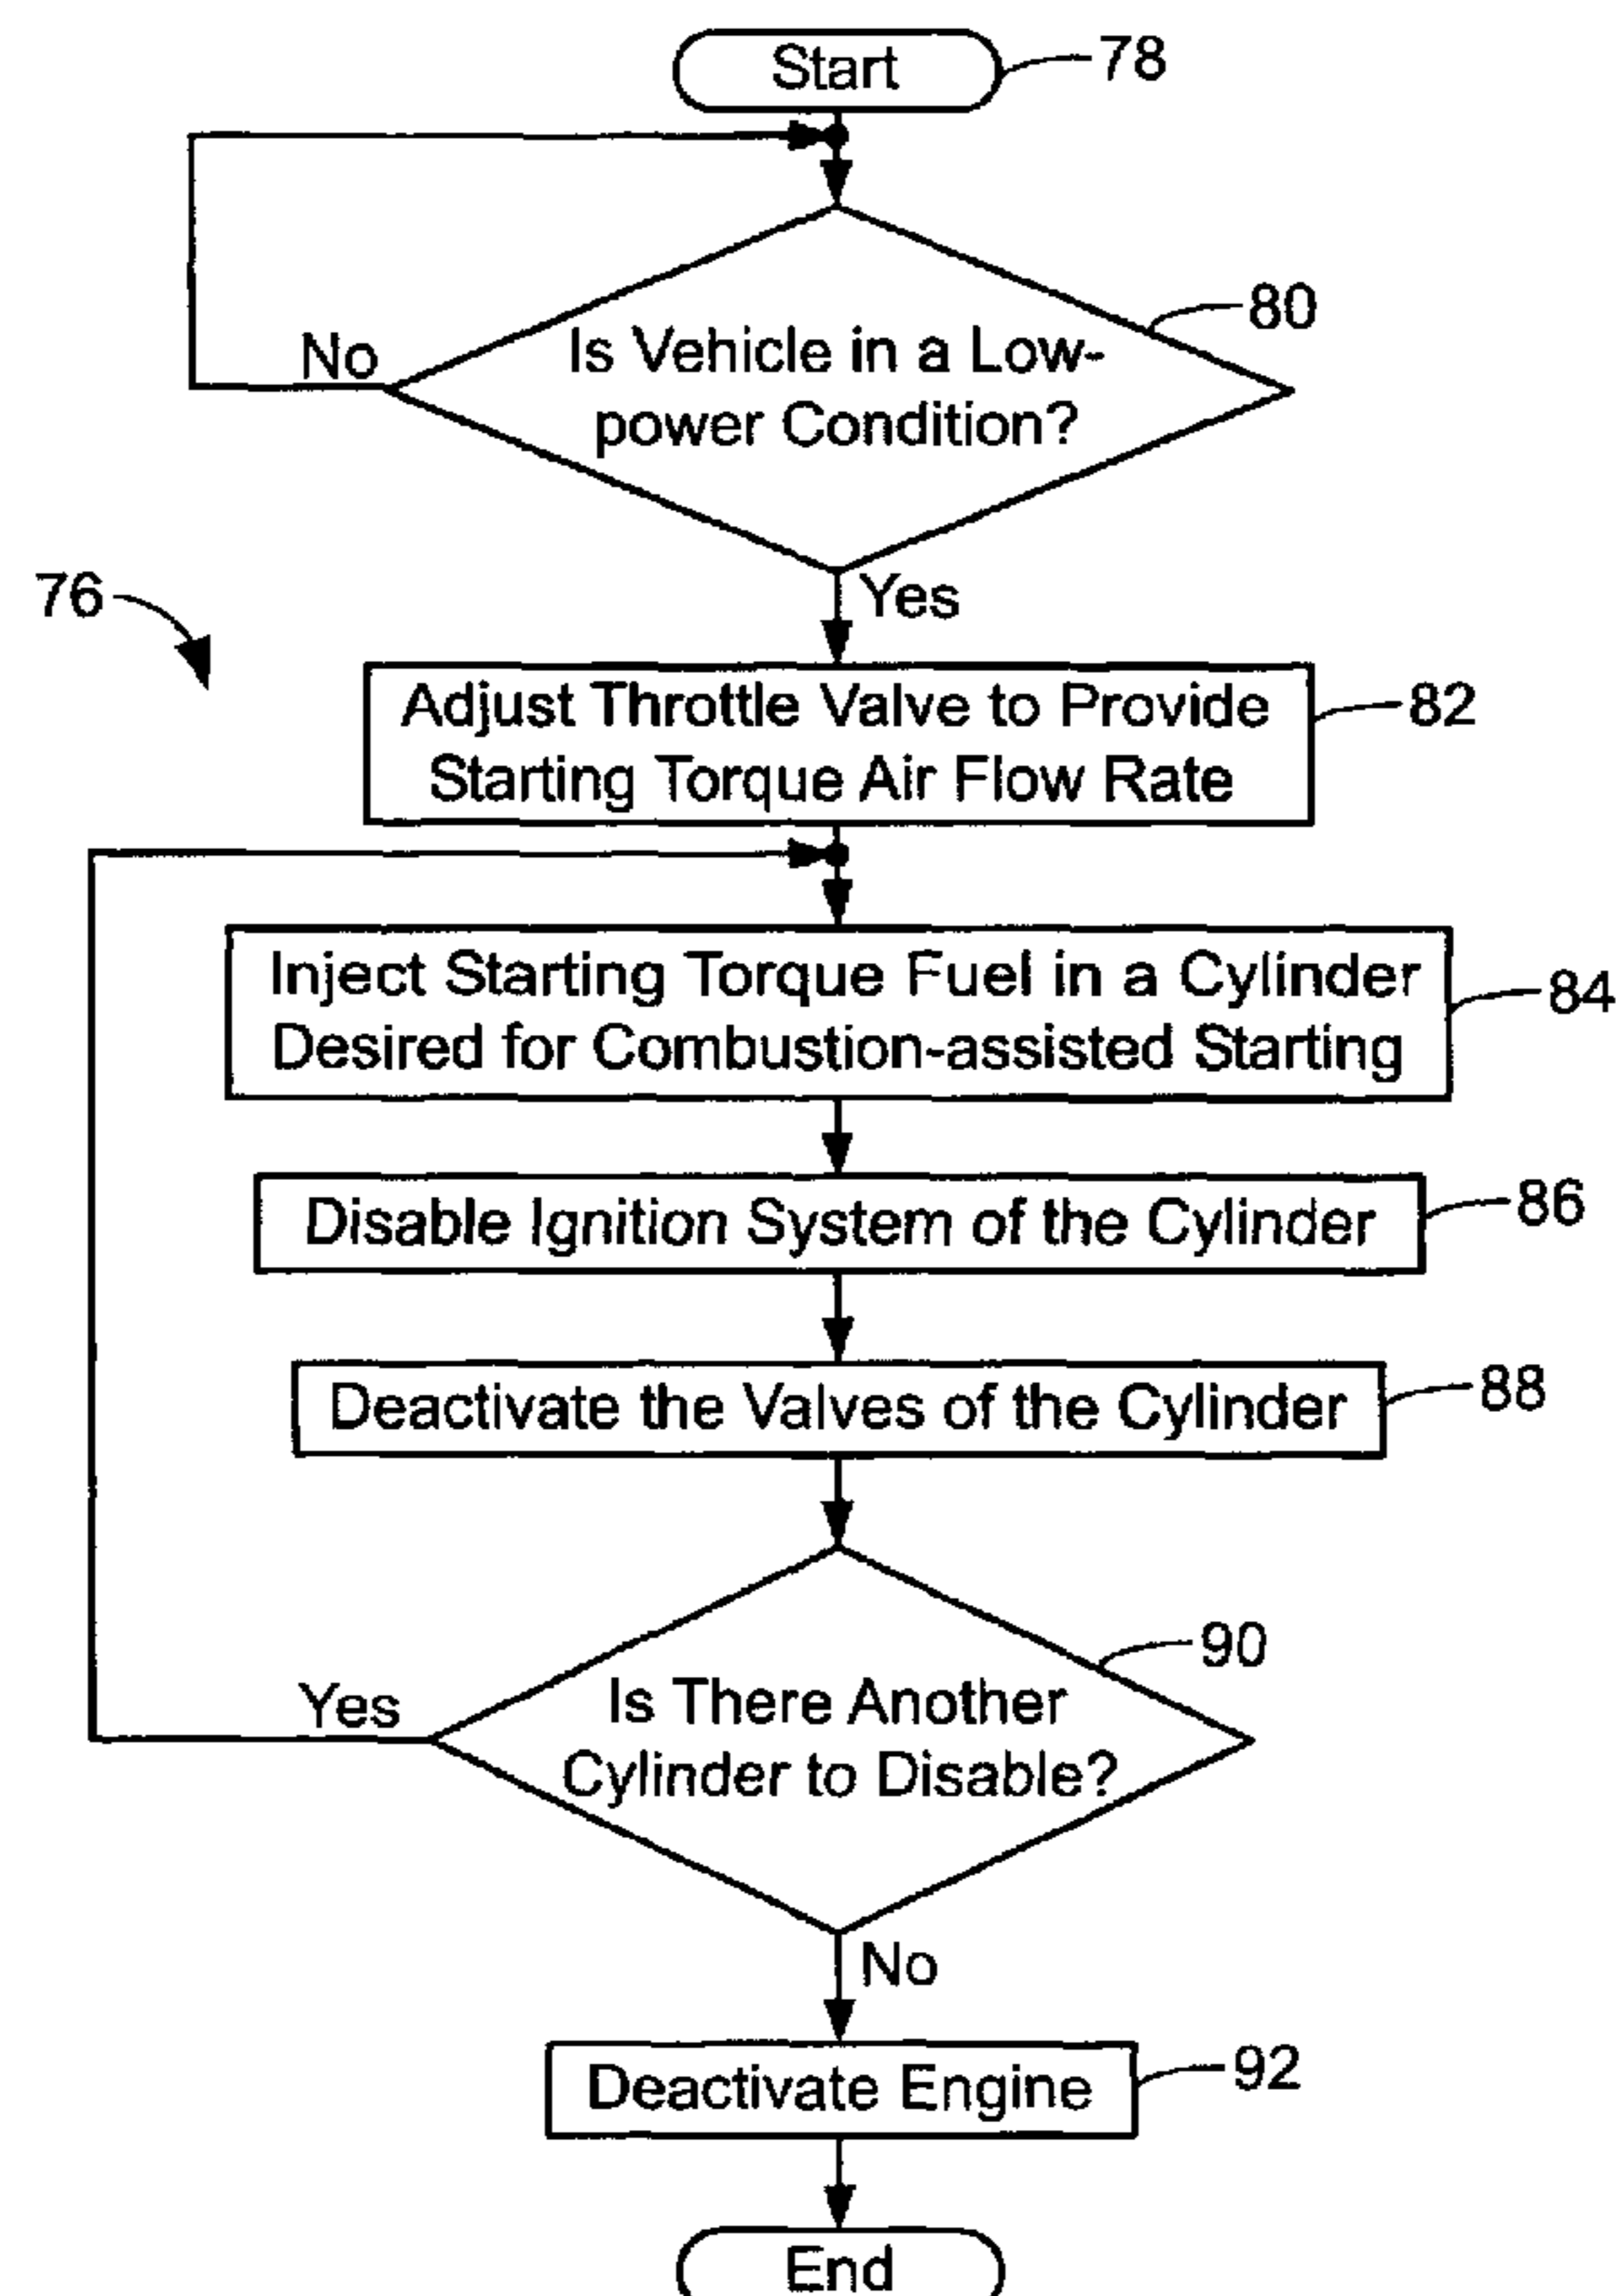 Start
78
Is Vehicle in a Low-
power Condition?
80
No
Yes
76
Adjust Throttle Valve to Provide
Starting Torque Air Flow Rate
82
Inject Starting Torque Fuel in a Cylinder
Desired for Combustion-assisted Starting
84
Disable Ignition System of the Cylinder
86
Deactivate the Valves of the Cylinder
88
Is There Another
Cylinder to Disable?
90
Yes
No
Deactivate Engine
92
End